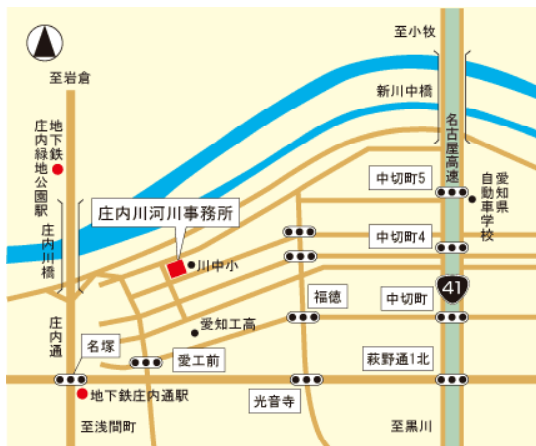 至小牧
至岩倉
新川中橋
名古屋高速
地下鉄
庄内緑地公園駅
中切町5
愛知県
自動車学校
庄内川河川事務所
庄内川橋
中切町4
川中小
41
福徳
中切町
庄内通
愛知工高
名塚
愛工前
萩野通1北
地下鉄庄内通駅
光音寺
至浅間町
至黒川